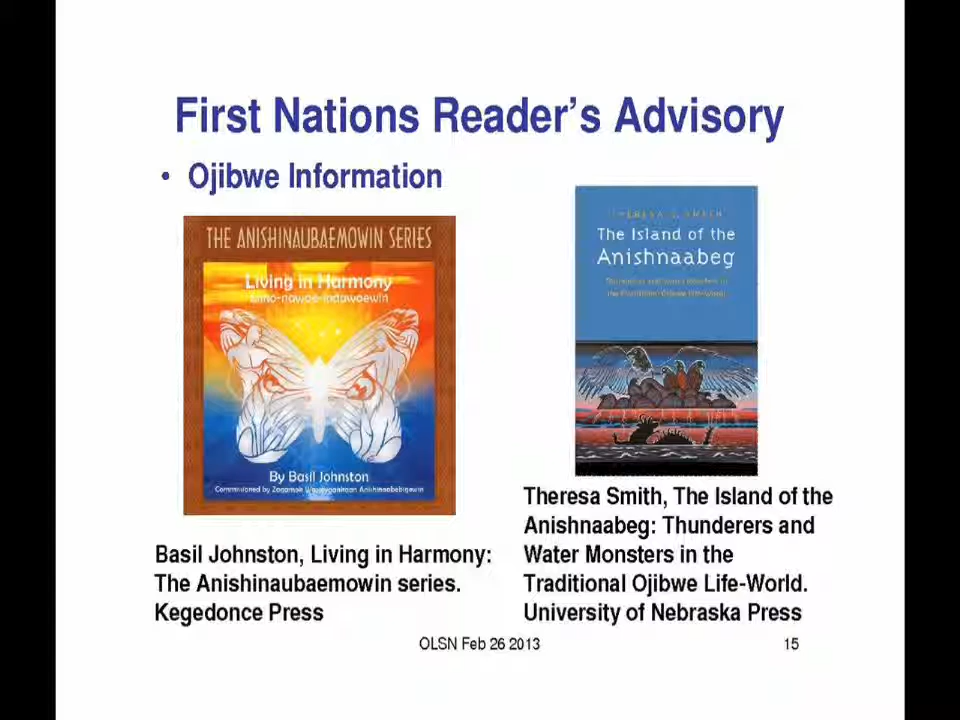 First Nations Reader's Advisory
• Ojibwe Information
THE ANISHINAUBAEMOWIN SERIES
Living in Harmony
By Basil Johnston
Commissioned by
THERESA S. SMITH
The Island of the
Anishnaabeg
Basil Johnston, Living in Harmony:
The Anishinaubaemowin series.
Kegedonce Press
Theresa Smith, The Island of the
Anishnaabeg: Thunderers and
Water Monsters in the
Traditional Ojibwe Life-World.
University of Nebraska Press
OLSN Feb 26 2013
15